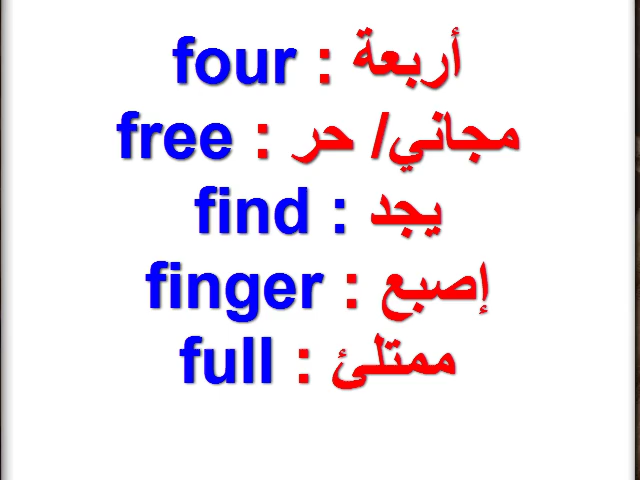 four : أربعة
free : مجاني/ حر
find : يجد
finger : إصبع
full : ممتلئ